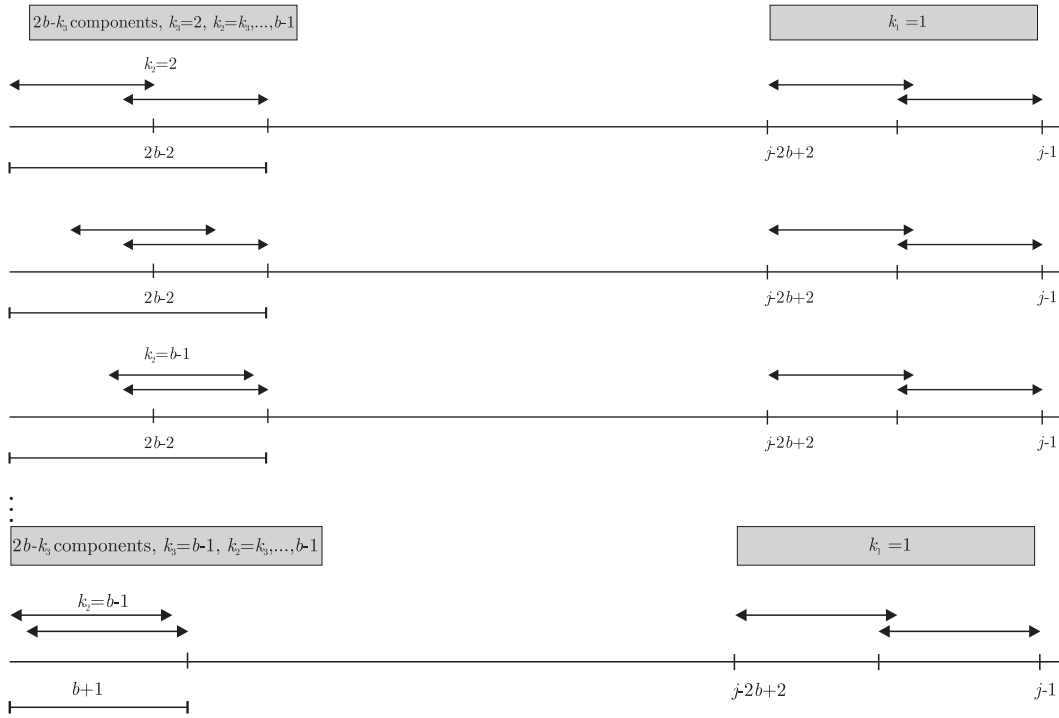 2b-k₃ components, k₃=2, k₂=k₃,...,b-1
k₁=1
k₂=2
2b-2
j-2b+2
j-1
2b-2
j-2b+2
j-1
k₂=b-1
2b-2
j-2b+2
j-1
2b-k₃ components, k₃=b-1, k₂=k₃,...,b-1
k₁=1
k₂=b-1
b+1
j-2b+2
j-1